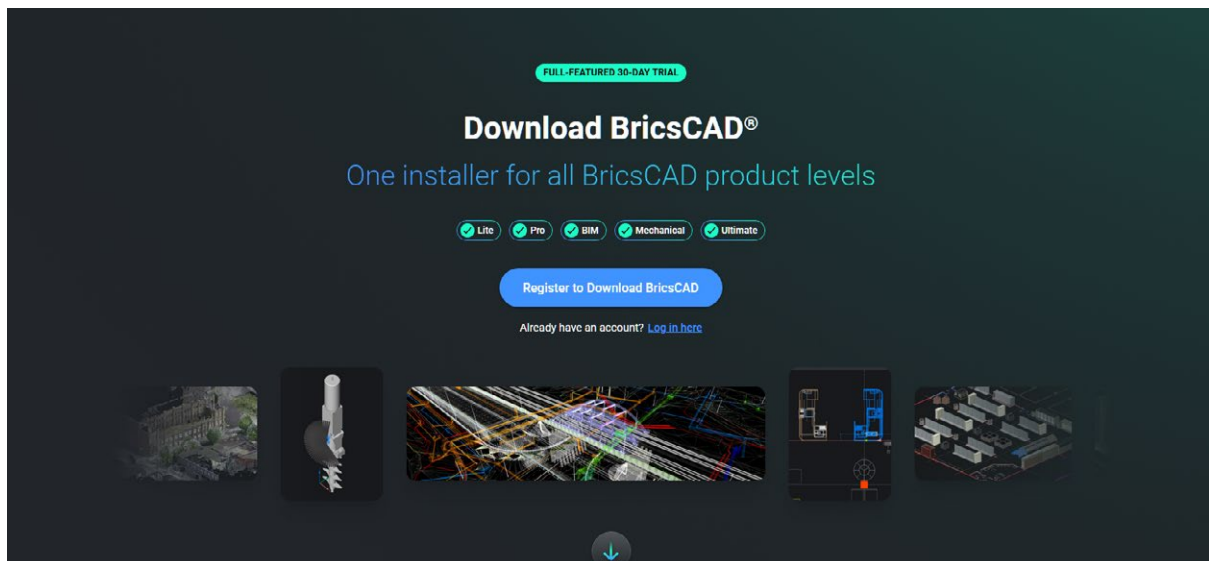 FULL-FEATURED 30-DAY TRIAL
Download BricsCAD®
One installer for all BricsCAD product levels
Lite Pro BIM Mechanical Ultimate
Register to Download BricsCAD
Already have an account? Log in here